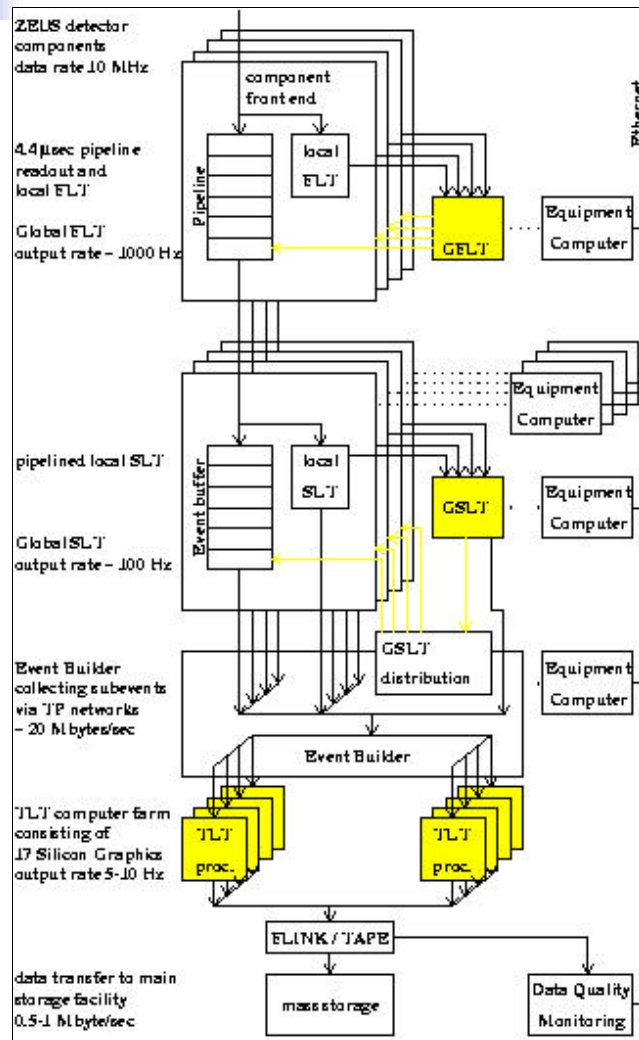 ZEUS detector
components
data rate 10 MHz
component
front end
Ethernet
4.4 µsec pipeline
readout and
local FLT
Pipeline
local
FLT
Global FLT
output rate ~ 1000 Hz
GFLT
Equipment
Computer
Equipment
Computer
pipelined local SLT
Event buffer
local
SLT
GSLT
Equipment
Computer
Global SLT
output rate ~ 100 Hz
GSLT
distribution
Event Builder
collecting subevents
via TP networks
~ 20 Mbytes/sec
Equipment
Computer
Event Builder
TLT computer farm
consisting of
17 Silicon Graphics
output rate 5-10 Hz
TLT
proc.
TLT
proc.
FLINK / TAPE
data transfer to main
storage facility
0.5-1 Mbyte/sec
mass storage
Data Quality
Monitoring